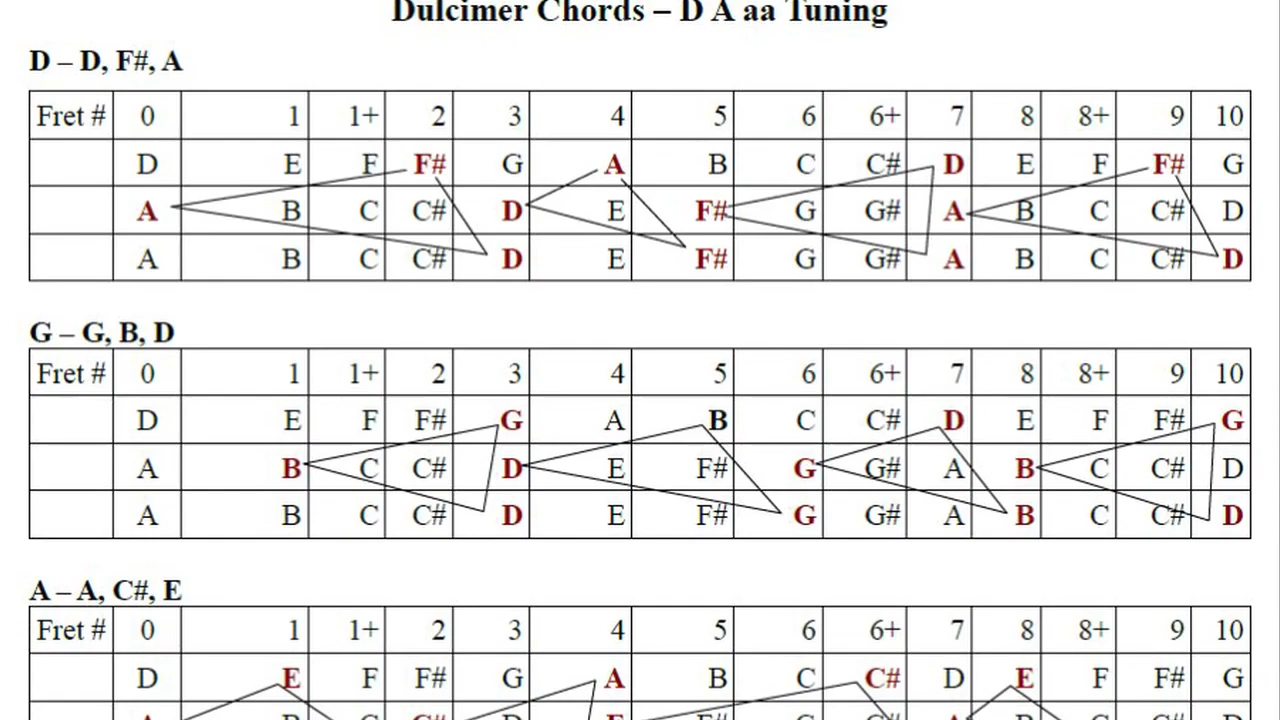 Dulcimer Chords – D A aa Tuning
D – D, F#, A
Fret # 0 1 1+ 2 3 4 5 6 6+ 7 8 8+ 9 10
D E F F# G A B C C# D E F F# G
A B C C# D E F# G G# A B C C# D
A B C C# D E F# G G# A B C C# D
G – G, B, D
Fret # 0 1 1+ 2 3 4 5 6 6+ 7 8 8+ 9 10
D E F F# G A B C C# D E F F# G
A B C C# D E F# G G# A B C C# D
A B C C# D E F# G G# A B C C# D
A – A, C#, E
Fret # 0 1 1+ 2 3 4 5 6 6+ 7 8 8+ 9 10
D E F F# G A B C C# D E F F# G